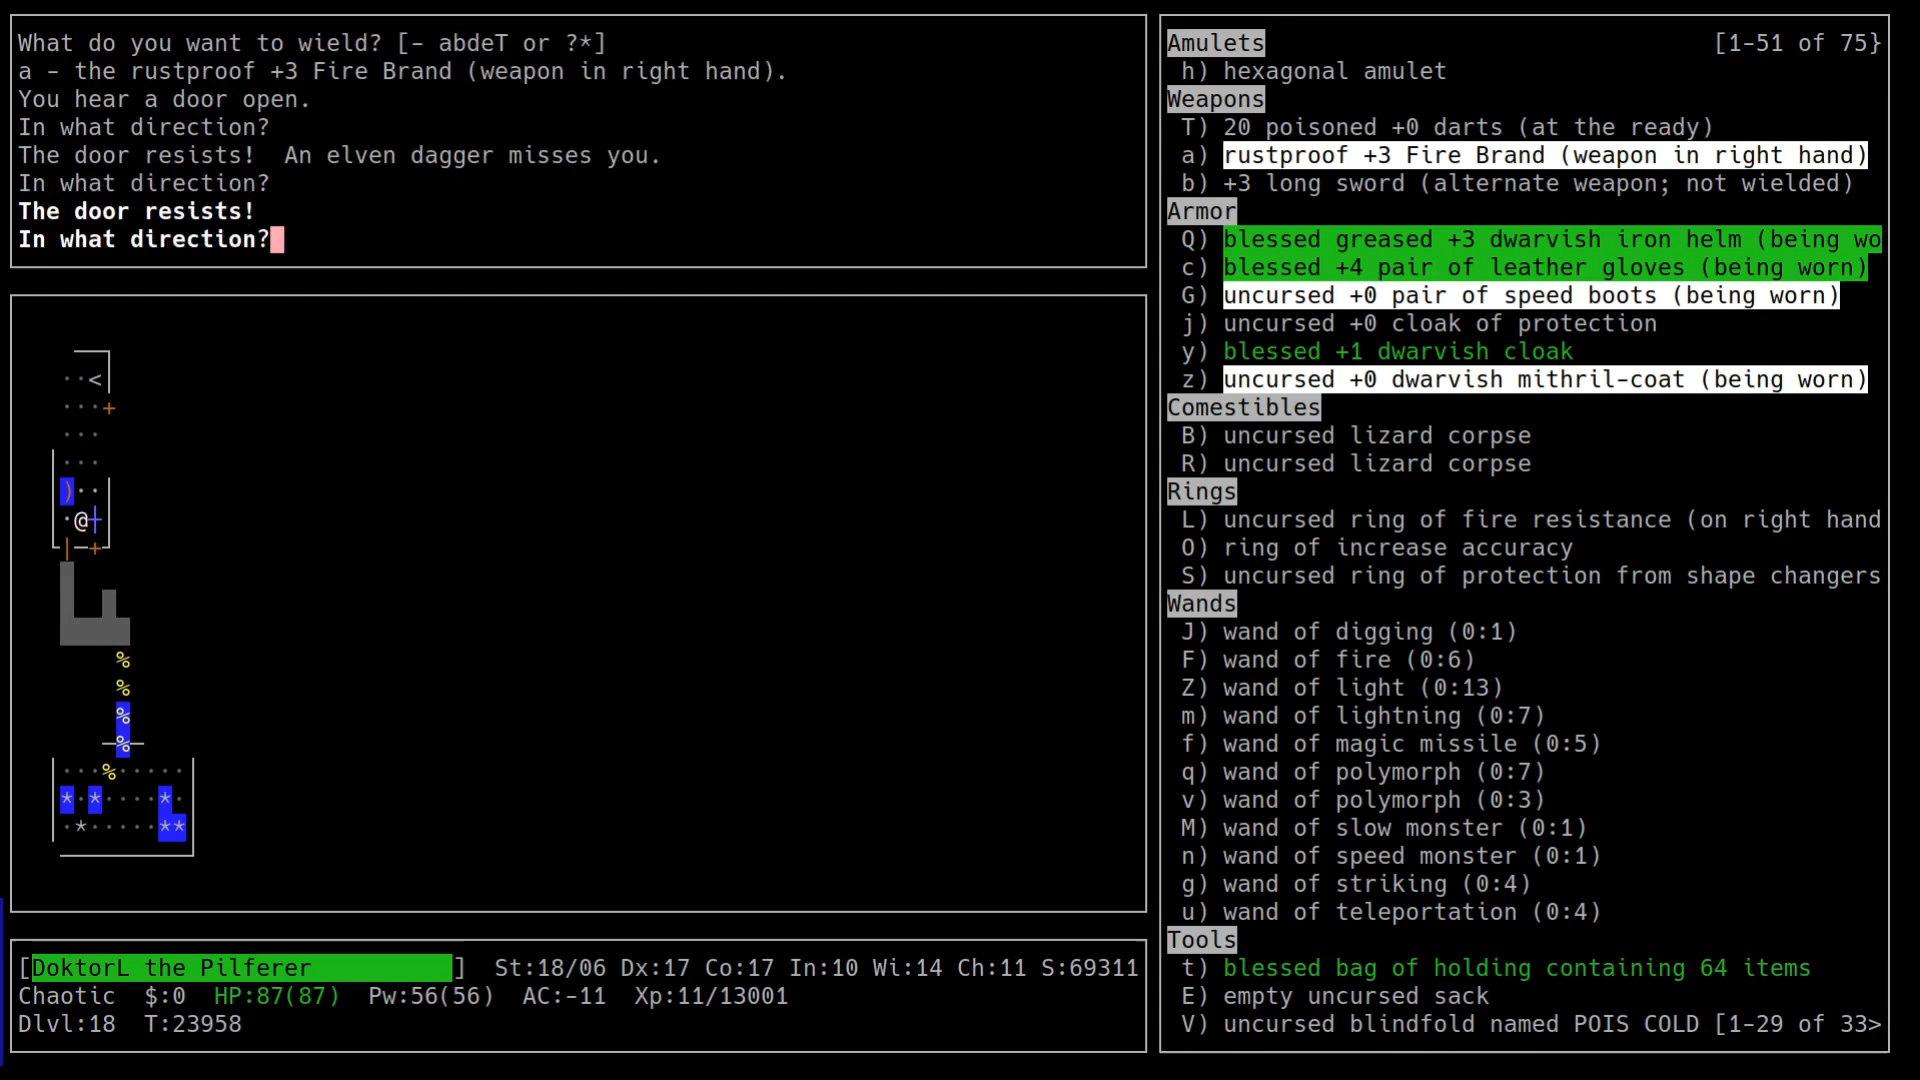 What do you want to wield? [- abdeT or ?*]
a - the rustproof +3 Fire Brand (weapon in right hand).
You hear a door open.
In what direction?
The door resists!  An elven dagger misses you.
In what direction?
The door resists!
In what direction?
··<
···+
···
···
)··
·@+
|+
%
%
%
%
···%·····
*·*····*·
·*·····**
[DoktorL the Pilferer] St:18/06 Dx:17 Co:17 In:10 Wi:14 Ch:11 S:69311
Chaotic $:0 HP:87(87) Pw:56(56) AC:-11 Xp:11/13001
Dlvl:18 T:23958
Amulets [1-51 of 75}
h) hexagonal amulet
Weapons
T) 20 poisoned +0 darts (at the ready)
a) rustproof +3 Fire Brand (weapon in right hand)
b) +3 long sword (alternate weapon; not wielded)
Armor
Q) blessed greased +3 dwarvish iron helm (being wo
c) blessed +4 pair of leather gloves (being worn)
G) uncursed +0 pair of speed boots (being worn)
j) uncursed +0 cloak of protection
y) blessed +1 dwarvish cloak
z) uncursed +0 dwarvish mithril-coat (being worn)
Comestibles
B) uncursed lizard corpse
R) uncursed lizard corpse
Rings
L) uncursed ring of fire resistance (on right hand
O) ring of increase accuracy
S) uncursed ring of protection from shape changers
Wands
J) wand of digging (0:1)
F) wand of fire (0:6)
Z) wand of light (0:13)
m) wand of lightning (0:7)
f) wand of magic missile (0:5)
q) wand of polymorph (0:7)
v) wand of polymorph (0:3)
M) wand of slow monster (0:1)
n) wand of speed monster (0:1)
g) wand of striking (0:4)
u) wand of teleportation (0:4)
Tools
t) blessed bag of holding containing 64 items
E) empty uncursed sack
V) uncursed blindfold named POIS COLD [1-29 of 33>